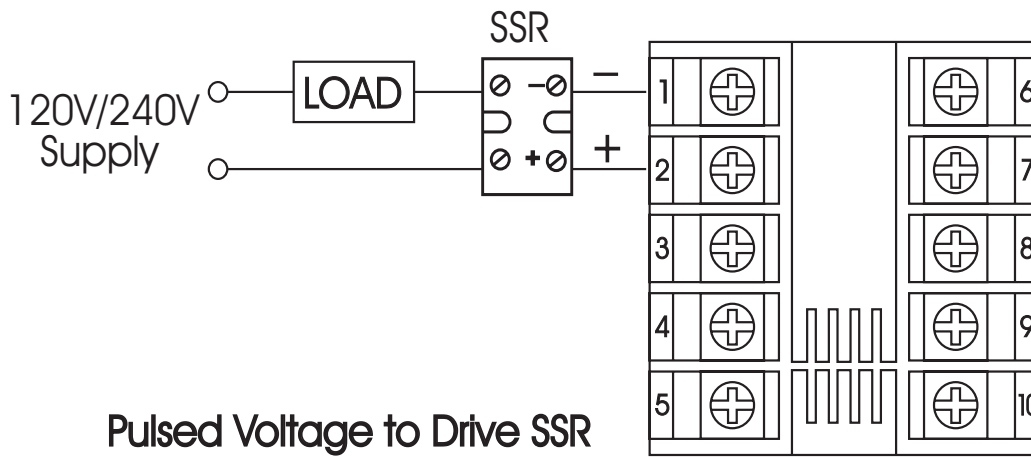 SSR
120V/240V
Supply
LOAD
−
+
−
+
1
2
3
4
5
6
7
8
9
10
Pulsed Voltage to Drive SSR